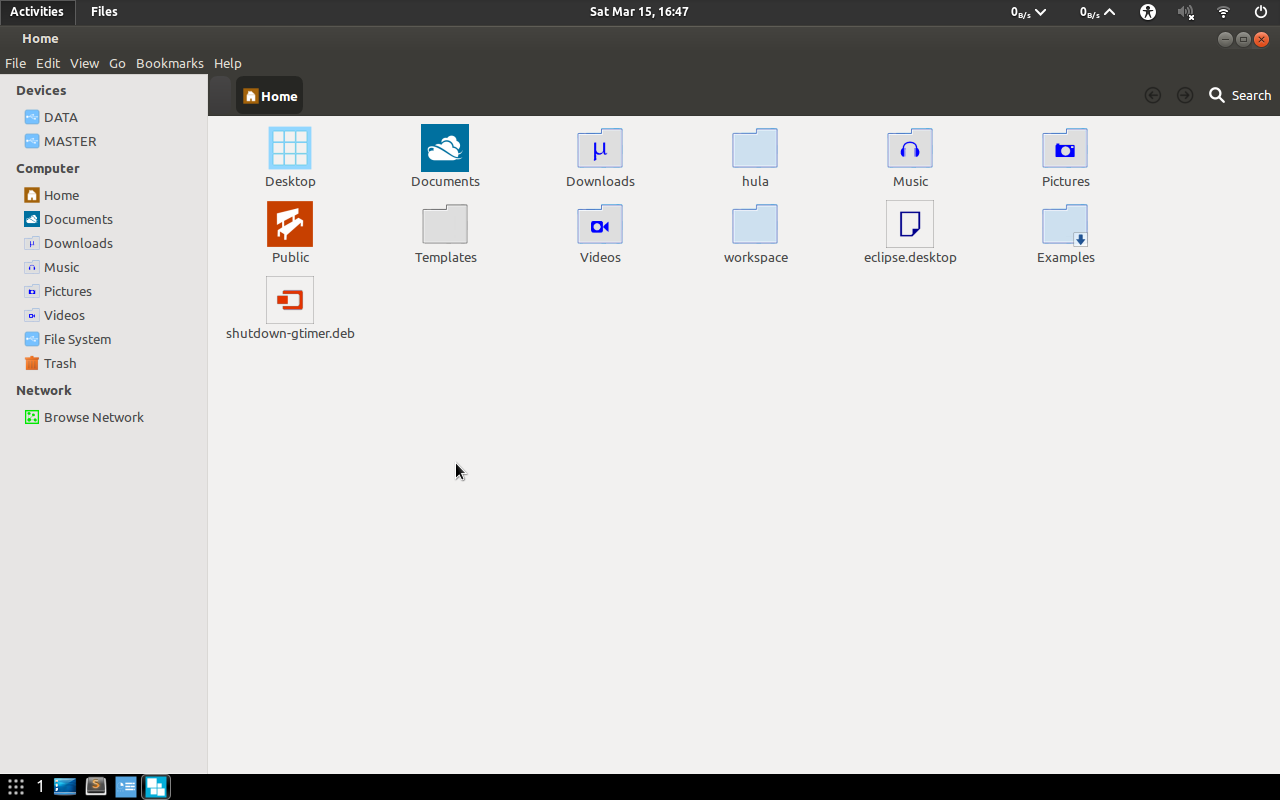 Activities Files Sat Mar 15, 16:47 0B/s 0B/s
Home
File Edit View Go Bookmarks Help
Devices
DATA
MASTER
Computer
Home
Documents
Downloads
Music
Pictures
Videos
File System
Trash
Network
Browse Network
Home Search
Desktop Documents Downloads hula Music Pictures
Public Templates Videos workspace eclipse.desktop Examples
shutdown-gtimer.deb
1